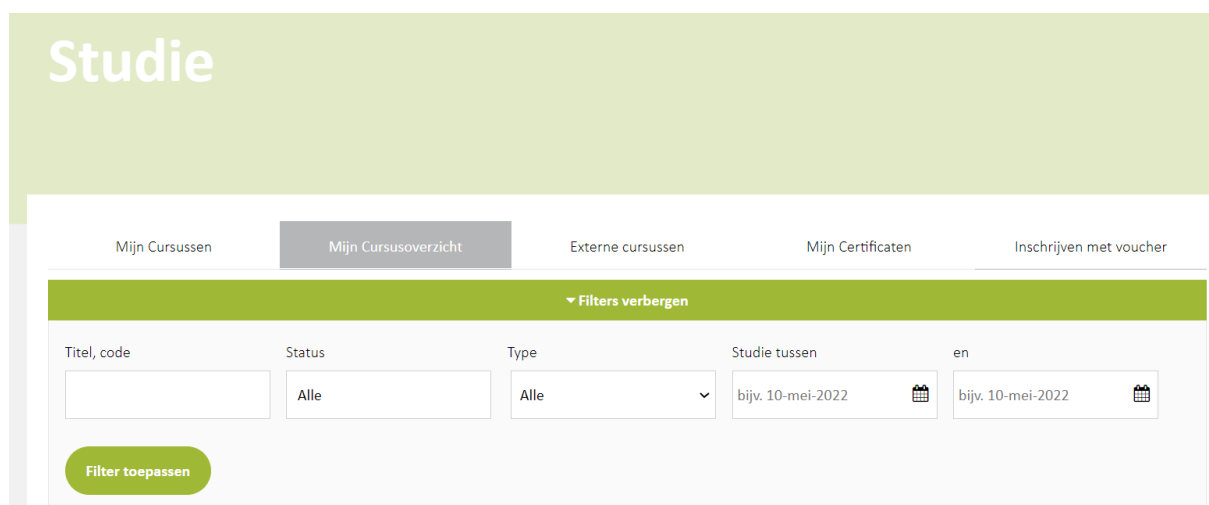 Studie
Mijn Cursussen Mijn Cursusoverzicht Externe cursussen Mijn Certificaten Inschrijven met voucher
Filters verbergen
Titel, code Status Type Studie tussen en
Alle Alle bijv. 10-mei-2022 bijv. 10-mei-2022
Filter toepassen